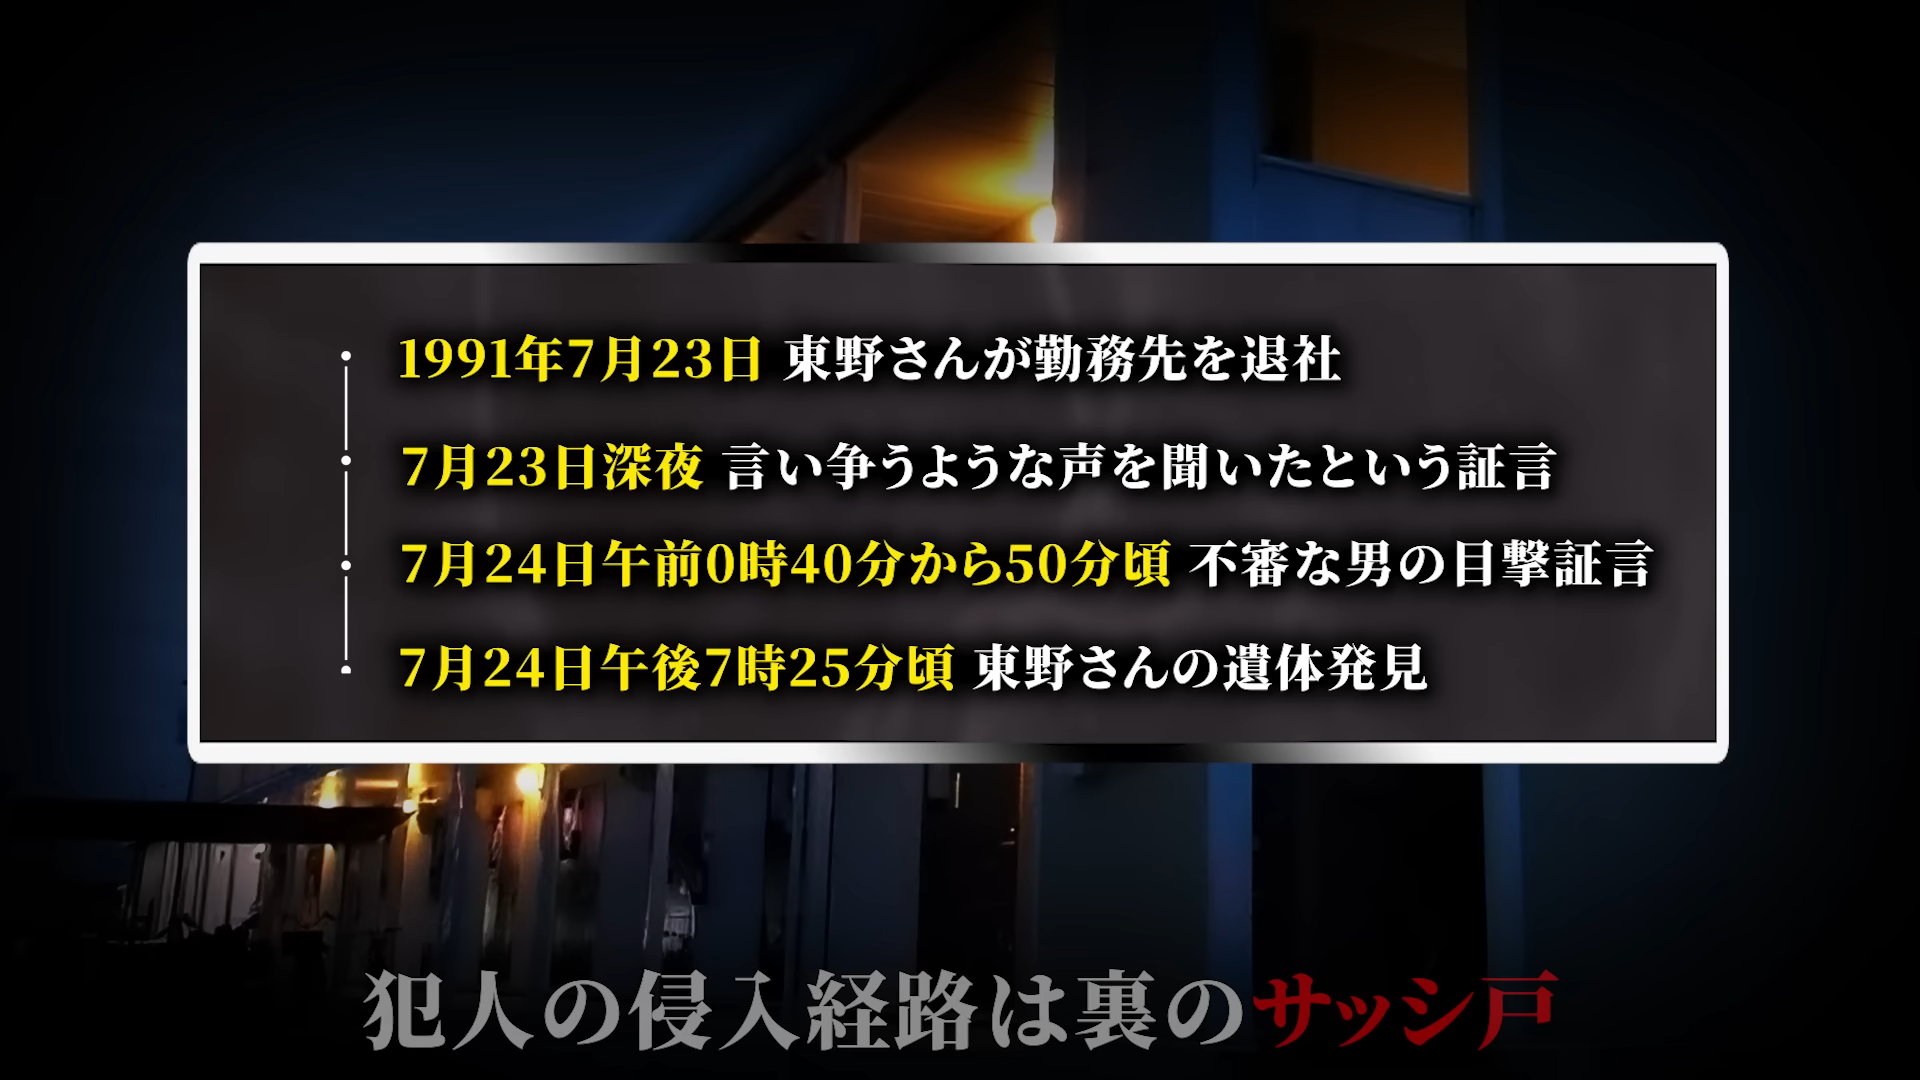 1991年7月23日 東野さんが勤務先を退社
7月23日深夜 言い争うような声を聞いたという証言
7月24日午前0時40分から50分頃 不審な男の目撃証言
7月24日午後7時25分頃 東野さんの遺体発見
犯人の侵入経路は裏のサッシ戸